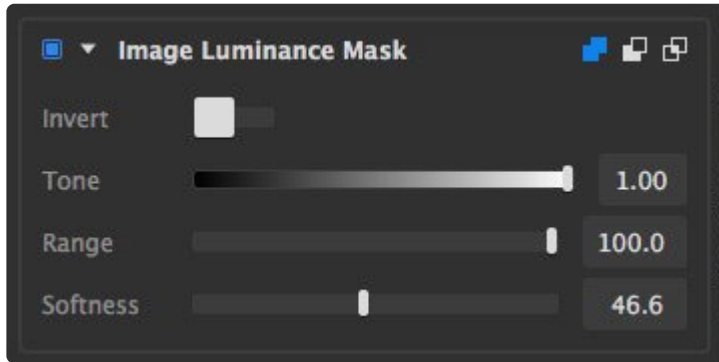 Image Luminance Mask
Invert
Tone 1.00
Range 100.0
Softness 46.6